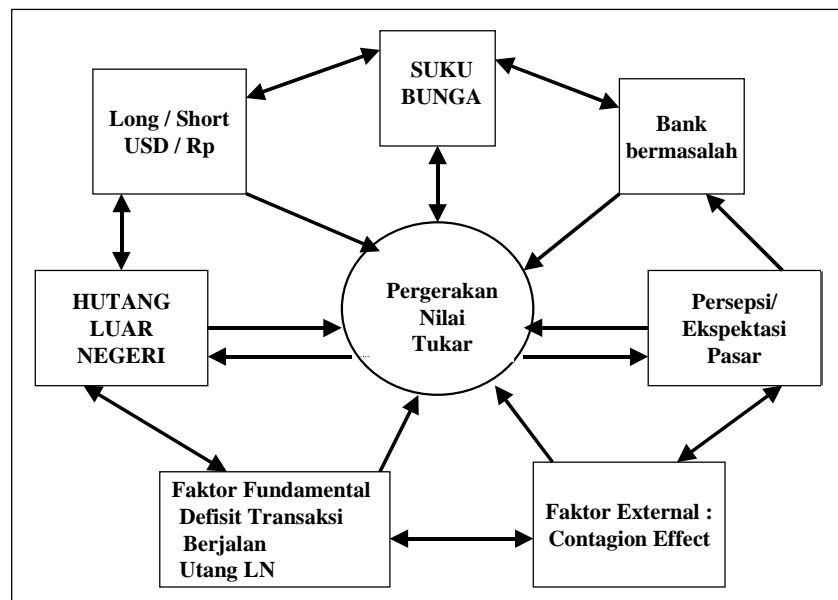 SUKU
BUNGA
Long / Short
USD / Rp
Bank
bermasalah
Pergerakan
Nilai
Tukar
HUTANG
LUAR
NEGERI
Persepsi/
Ekspektasi
Pasar
Faktor Fundamental
Defisit Transaksi
Berjalan
Utang LN
Faktor External :
Contagion Effect